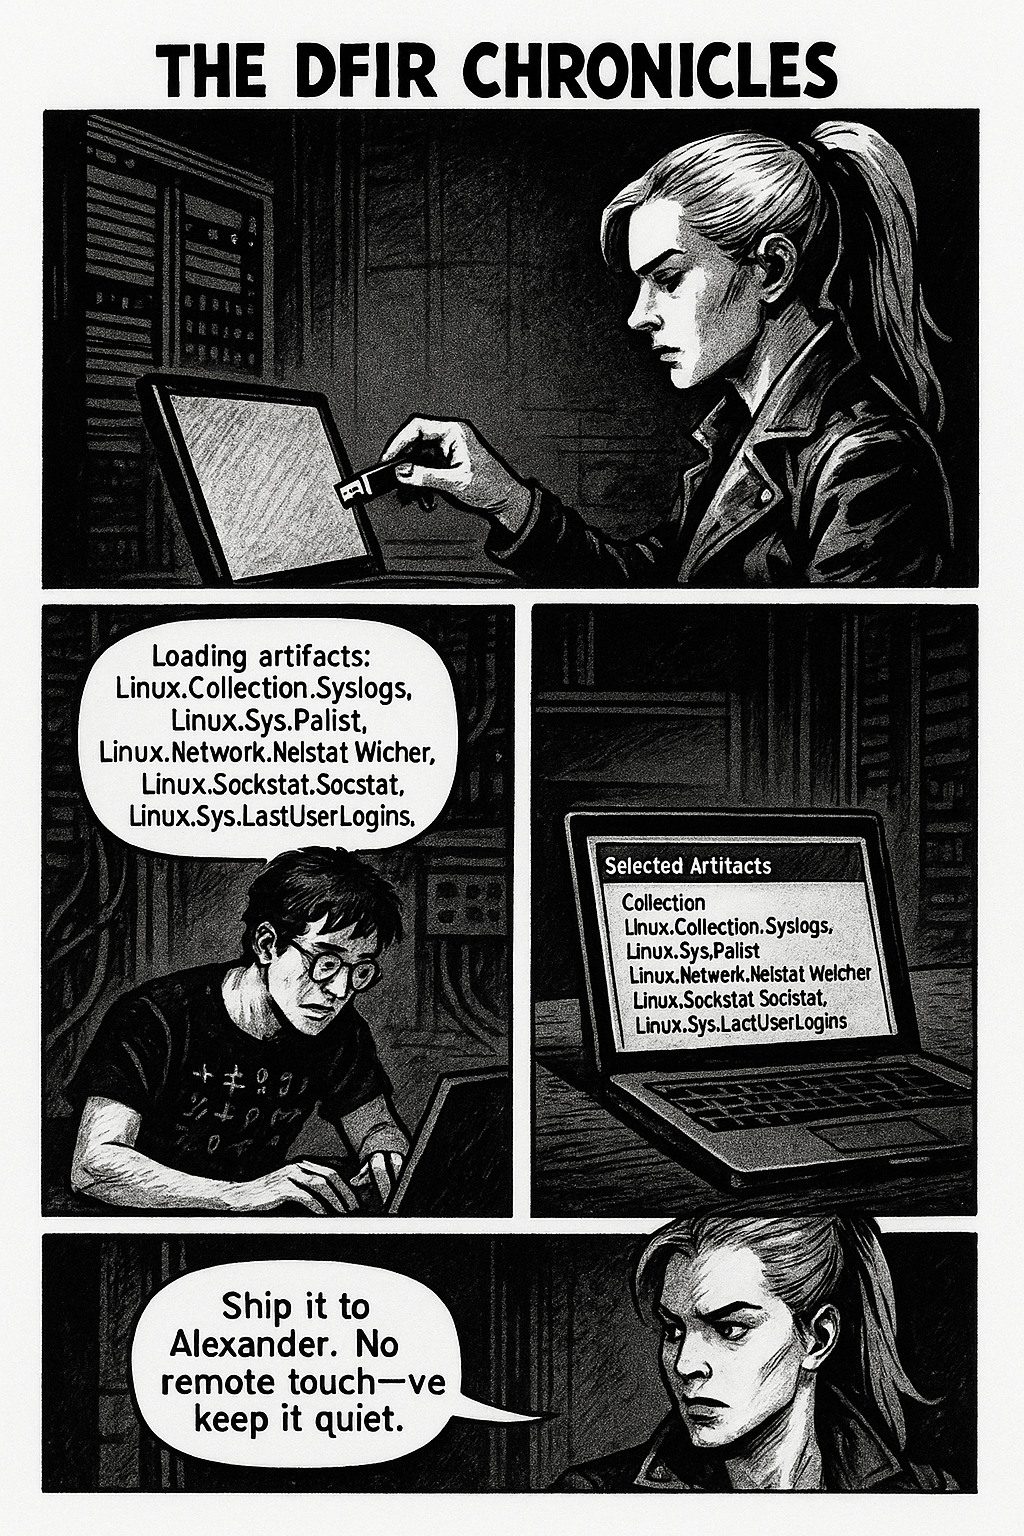 THE DFIR CHRONICLES
Loading artifacts:
Linux.Collection.Syslogs,
Linux.Sys.Palist,
Linux.Network.Nelstat Wicher,
Linux.Sockstat.Socstat,
Linux.Sys.LastUserLogins.
Selected Artitacts
Collection
Linux.Collection.Syslogs,
Linux.Sys,Palist
Linux.Netwerk.Nelstat Welcher
Linux.Sockstat Socistat,
Linux.Sys.LactUserLogins
Ship it to
Alexander. No
remote touch—ve
keep it quiet.